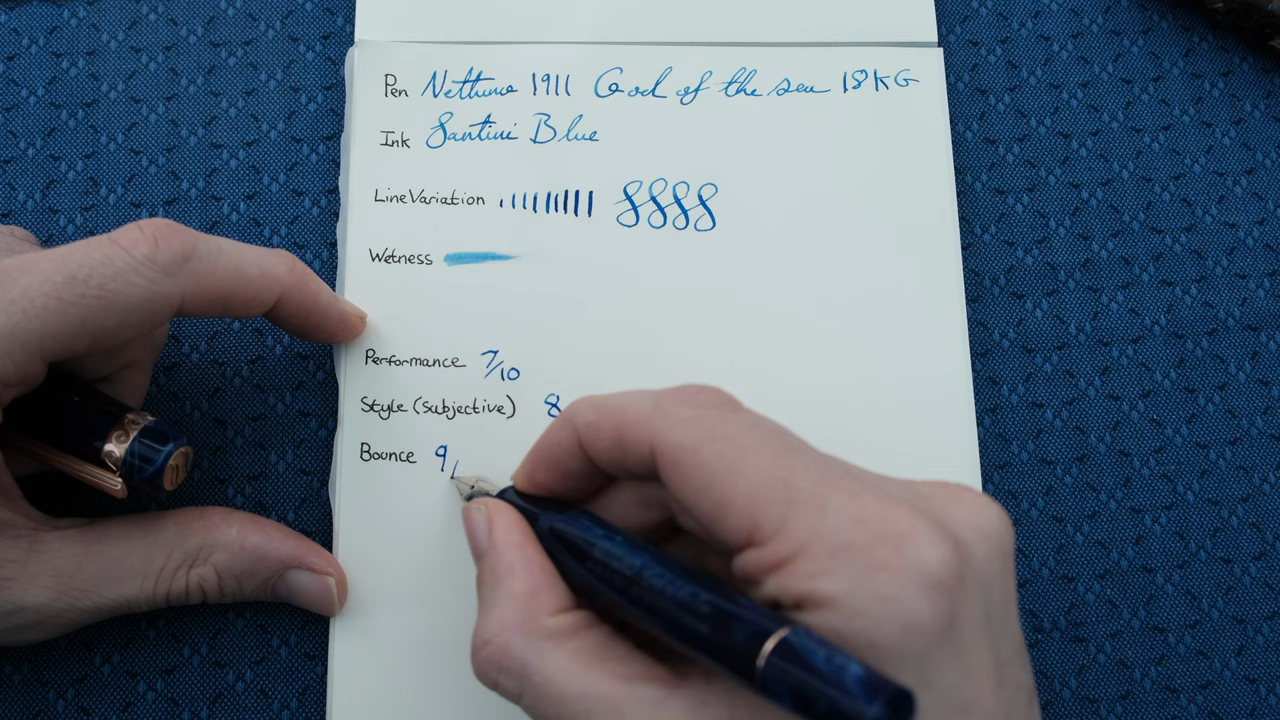 Pen Nettuno 1911 God of the sea 18KG
Ink Santini Blue
Line Variation
Wetness
Performance 7/10
Style (subjective) 8
Bounce 9/